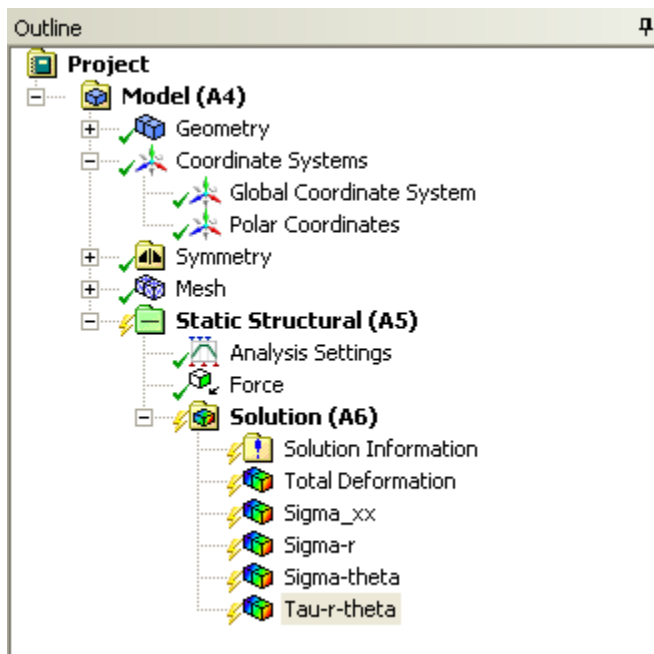 Outline
Project
Model (A4)
Geometry
Coordinate Systems
Global Coordinate System
Polar Coordinates
Symmetry
Mesh
Static Structural (A5)
Analysis Settings
Force
Solution (A6)
Solution Information
Total Deformation
Sigma_xx
Sigma-r
Sigma-theta
Tau-r-theta